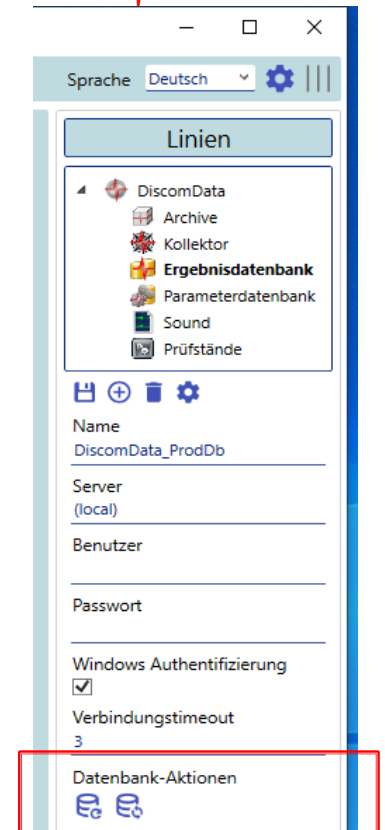 Sprache Deutsch
Linien
DiscomData
Archive
Kollektor
Ergebnisdatenbank
Parameterdatenbank
Sound
Prüfstände
Name
DiscomData_ProdDb
Server
(local)
Benutzer
Passwort
Windows Authentifizierung
Verbindungstimeout
3
Datenbank-Aktionen